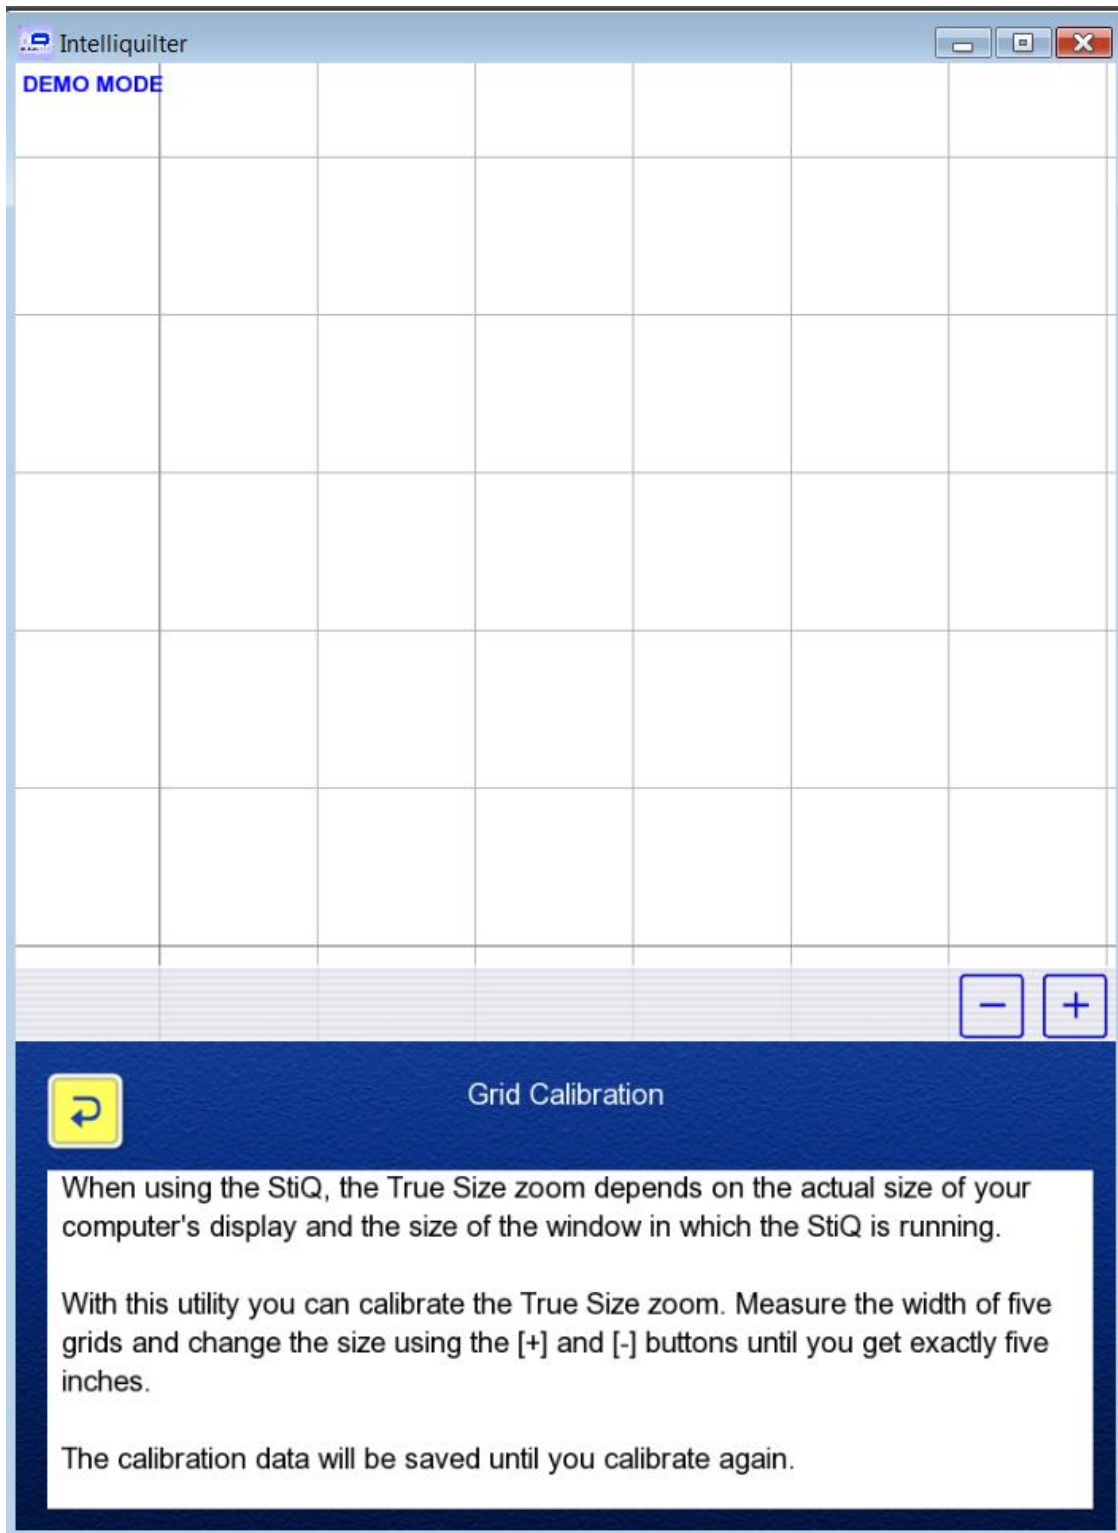 Intelliquilter
DEMO MODE
Grid Calibration
When using the StiQ, the True Size zoom depends on the actual size of your
computer's display and the size of the window in which the StiQ is running.
With this utility you can calibrate the True Size zoom. Measure the width of five
grids and change the size using the [+] and [-] buttons until you get exactly five
inches.
The calibration data will be saved until you calibrate again.